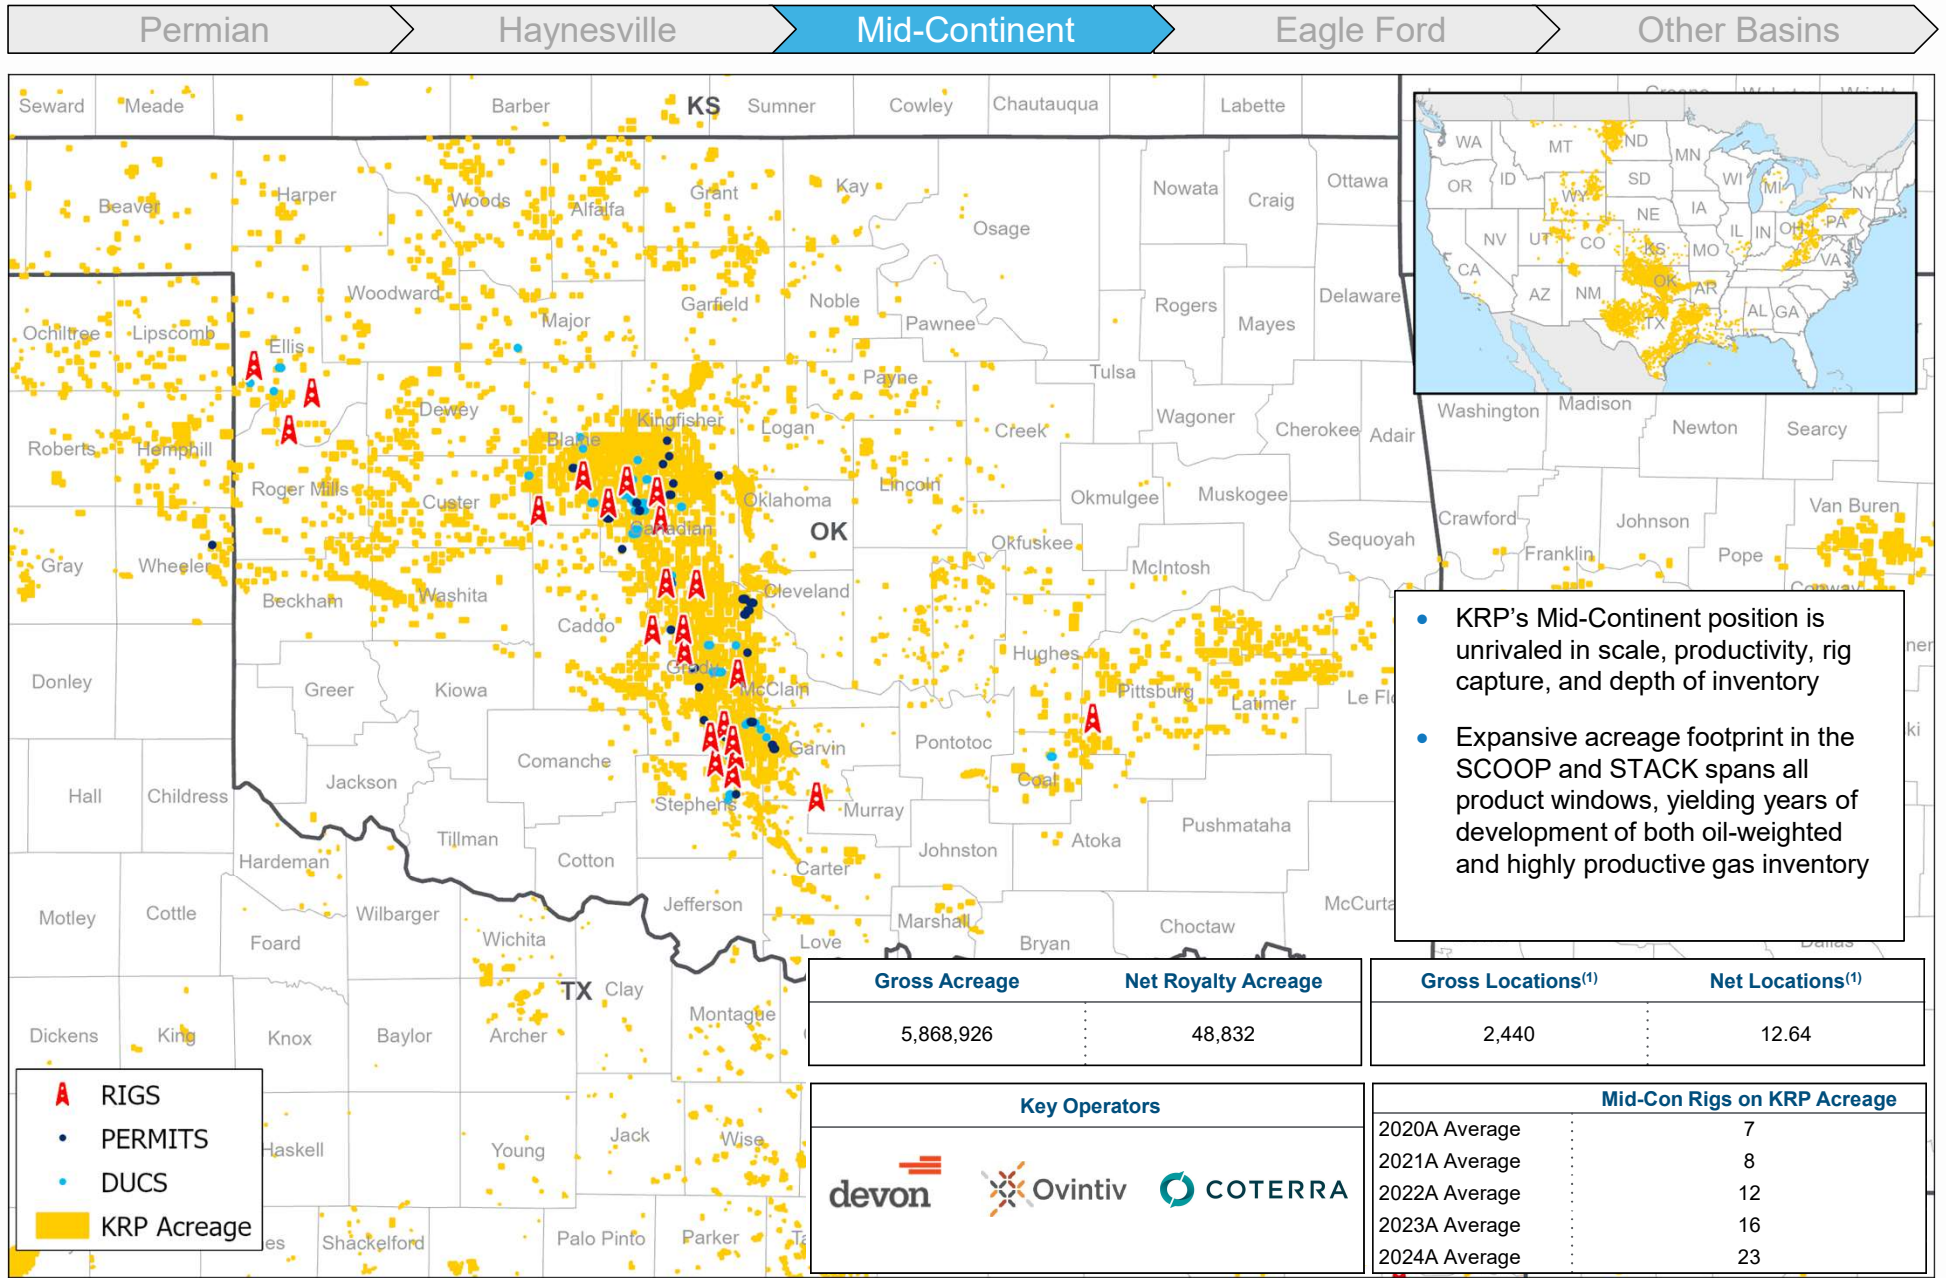 Permian
Haynesville
Mid-Continent
Eagle Ford
Other Basins
Seward
Meade
Barber
KS
Sumner
Cowley
Chautauqua
Labette
Beaver
Harper
Woods
Alfalfa
Grant
Kay
Osage
Nowata
Craig
Ottawa
Woodward
Major
Garfield
Noble
Pawnee
Rogers
Mayes
Delaware
Ochiltree
Lipscomb
Ellis
Dewey
Blaine
Kingfisher
Logan
Payne
Creek
Tulsa
Wagoner
Cherokee
Adair
Washington
Madison
Newton
Searcy
Roberts
Hemphill
Roger Mills
Custer
Canadian
Oklahoma
OK
Lincoln
Okmulgee
Muskogee
Okfuskee
McIntosh
Sequoyah
Crawford
Franklin
Johnson
Pope
Van Buren
Conway
Gray
Wheeler
Beckham
Washita
Caddo
Cleveland
Grady
McClain
Hughes
Pittsburg
Latimer
Le Fl
Donley
Greer
Kiowa
Comanche
Garvin
Pontotoc
Coal
Hall
Childress
Jackson
Tillman
Stephens
Murray
Johnston
Atoka
Pushmataha
Hardeman
Cotton
Carter
Motley
Cottle
Foard
Wilbarger
Wichita
Jefferson
Love
Marshall
Bryan
Choctaw
McCurta
Dallas
TX
Clay
Montague
Dickens
King
Knox
Baylor
Archer
Haskell
Young
Jack
Wise
Shackelford
Palo Pinto
Parker
WA
MT
ND
MN
OR
ID
WY
SD
WI
MI
NY
NV
UT
CO
NE
IA
IL
IN
OH
PA
CA
KS
MO
VA
AZ
NM
OK
AR
TX
AL
GA
• KRP's Mid-Continent position is
unrivaled in scale, productivity, rig
capture, and depth of inventory
• Expansive acreage footprint in the
SCOOP and STACK spans all
product windows, yielding years of
development of both oil-weighted
and highly productive gas inventory
RIGS
PERMITS
DUCS
KRP Acreage
Gross Acreage Net Royalty Acreage
5,868,926 48,832
Gross Locations(1) Net Locations(1)
2,440 12.64
Key Operators
devon
Ovintiv
COTERRA
Mid-Con Rigs on KRP Acreage
2020A Average 7
2021A Average 8
2022A Average 12
2023A Average 16
2024A Average 23